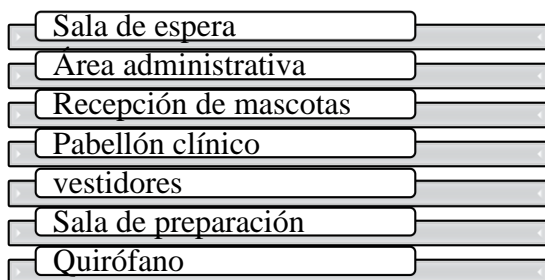 Sala de espera
Área administrativa
Recepción de mascotas
Pabellón clínico
vestidores
Sala de preparación
Quirófano